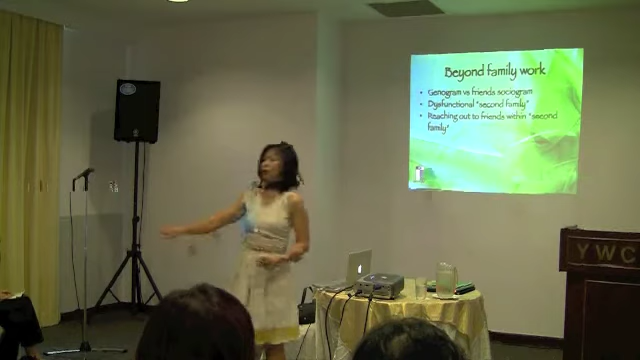 Beyond family work
• Genogram vs friends sociogram
• Dysfunctional "second family"
• Reaching out to friends within "second
family"
YWC